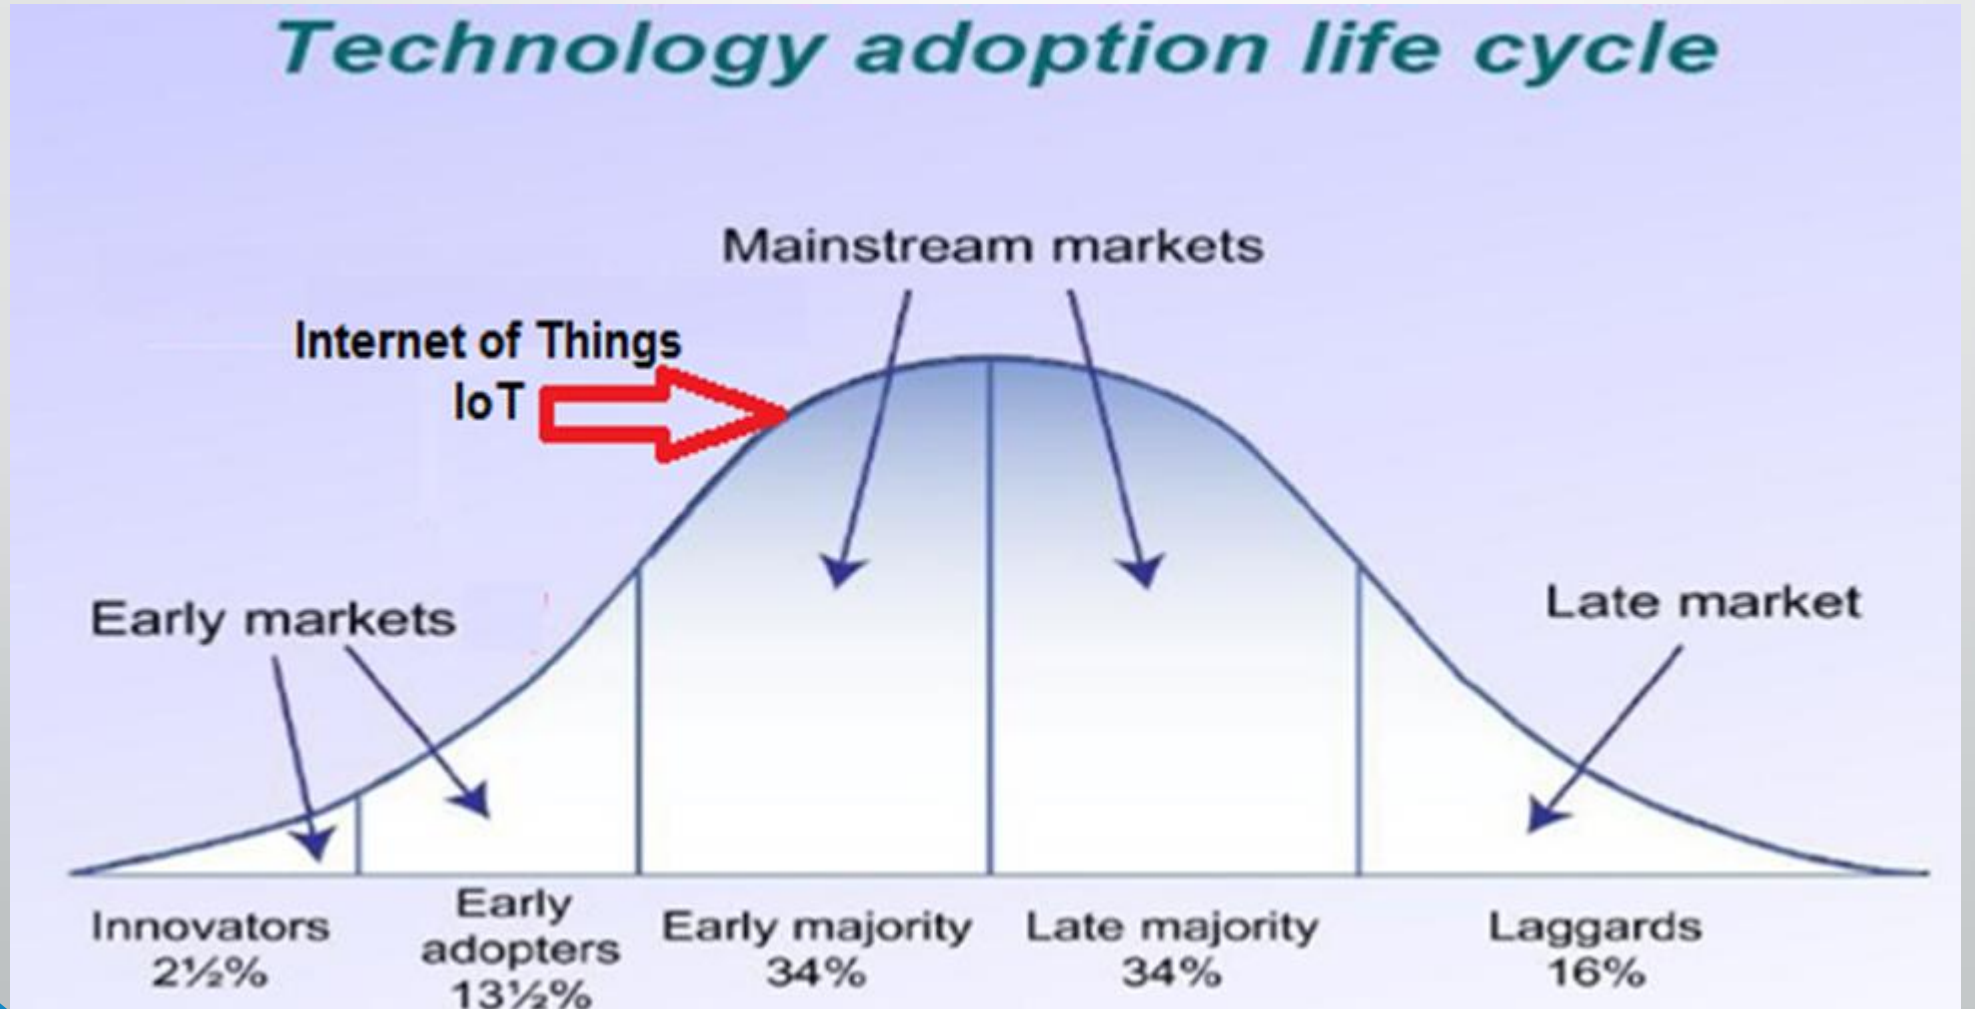 Technology adoption life cycle
Mainstream markets
Internet of Things
IoT
Early markets
Late market
Innovators
2½%
Early
adopters
13½%
Early majority
34%
Late majority
34%
Laggards
16%